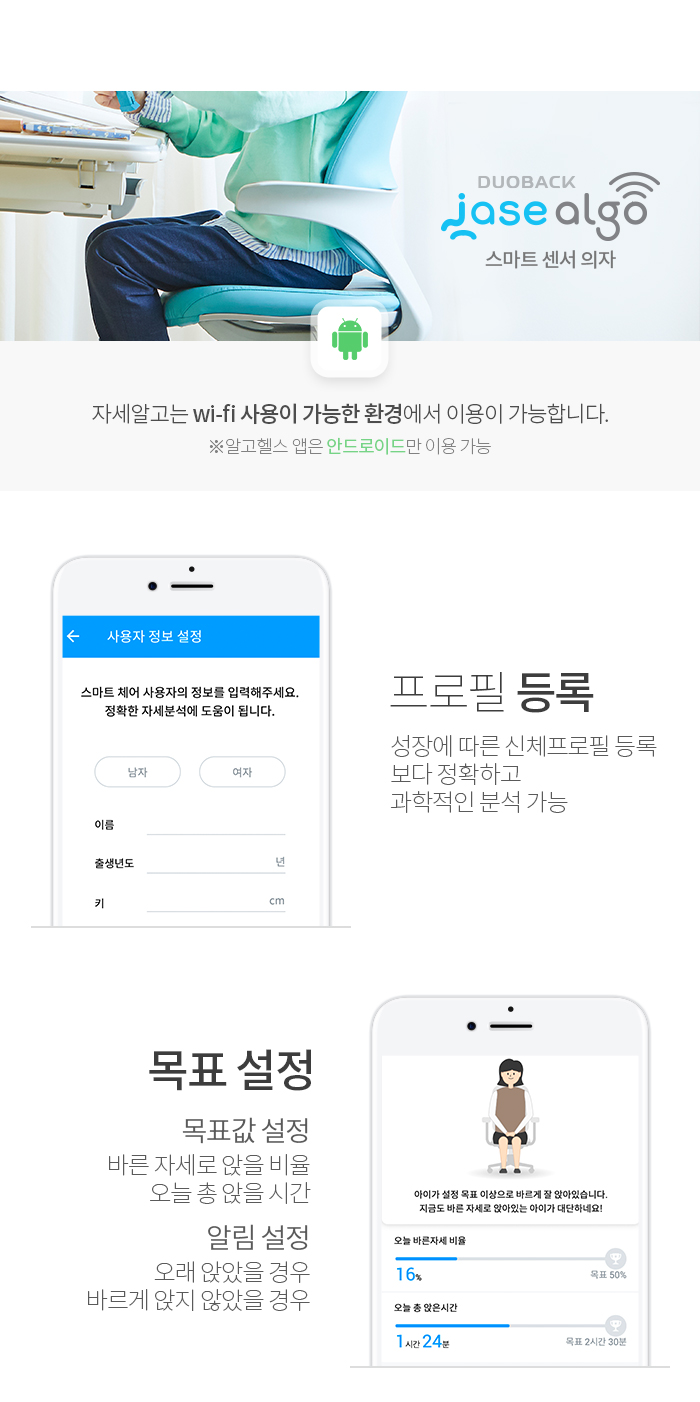 DUOBACK
jase algo
스마트 센서 의자
자세알고는 wi-fi 사용이 가능한 환경에서 이용이 가능합니다.
※알고헬스 앱은 안드로이드만 이용 가능
사용자 정보 설정
스마트 체어 사용자의 정보를 입력해주세요.
정확한 자세분석에 도움이 됩니다.
남자 여자
이름
출생년도 년
키 cm
프로필 등록
성장에 따른 신체프로필 등록
보다 정확하고
과학적인 분석 가능
목표 설정
목표값 설정
바른 자세로 앉을 비율
오늘 총 앉을 시간
알림 설정
오래 앉았을 경우
바르게 앉지 않았을 경우
아이가 설정 목표 이상으로 바르게 잘 앉아있습니다.
지금도 바른 자세로 앉아있는 아이가 대단하네요!
오늘 바른자세 비율
16% 목표 50%
오늘 총 앉은시간
1시간 24분 목표 2시간 30분